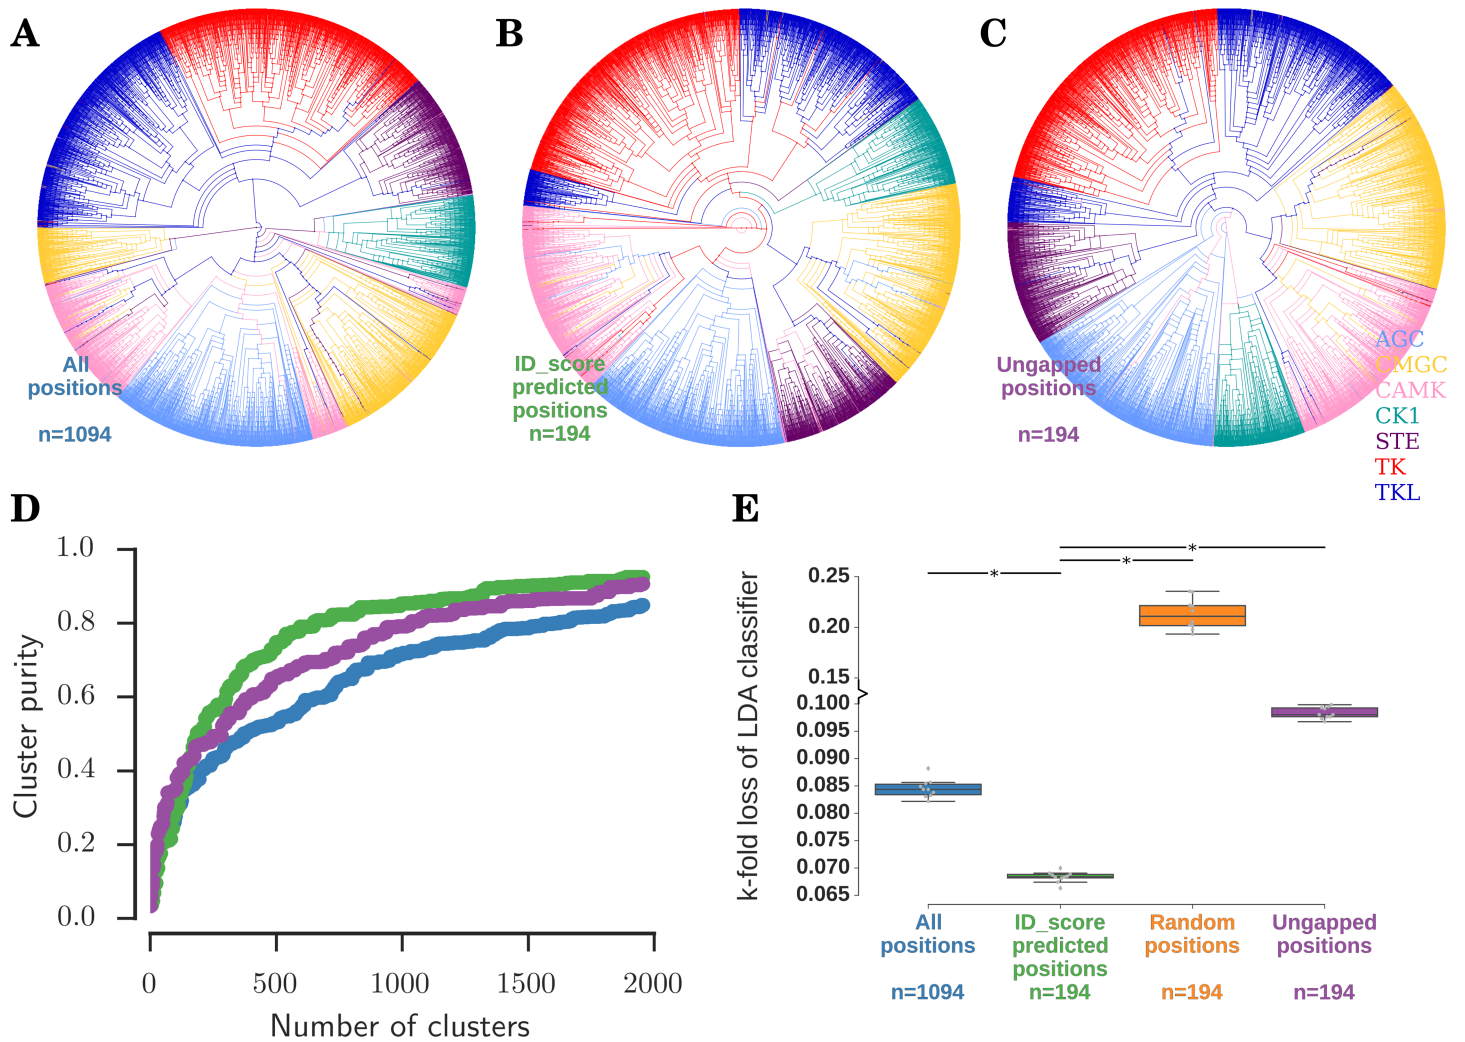 A
B
C
All
positions
n=1094
ID_score
predicted
positions
n=194
Ungapped
positions
n=194
AGC
CMGC
CAMK
CK1
STE
TK
TKL
D
1.0
0.8
0.6
0.4
0.2
0.0
Cluster purity
0
500
1000
1500
2000
Number of clusters
E
k-fold loss of LDA classifier
0.25
0.20
0.15
0.100
0.095
0.090
0.085
0.080
0.075
0.070
0.065
*
*
*
All
positions
n=1094
ID_score
predicted
positions
n=194
Random
positions
n=194
Ungapped
positions
n=194